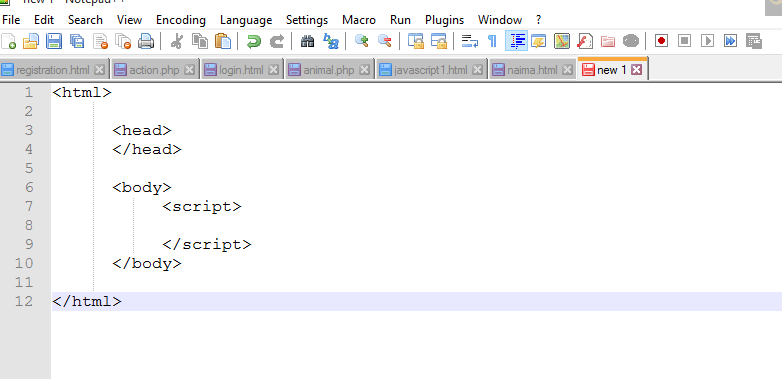 new 1 - Notepad++
File Edit Search View Encoding Language Settings Macro Run Plugins Window ?
registration.html action.php login.html animal.php javascript1.html naima.html new 1
1 <html>
2
3 <head>
4 </head>
5
6 <body>
7 <script>
8
9 </script>
10 </body>
11
12 </html>